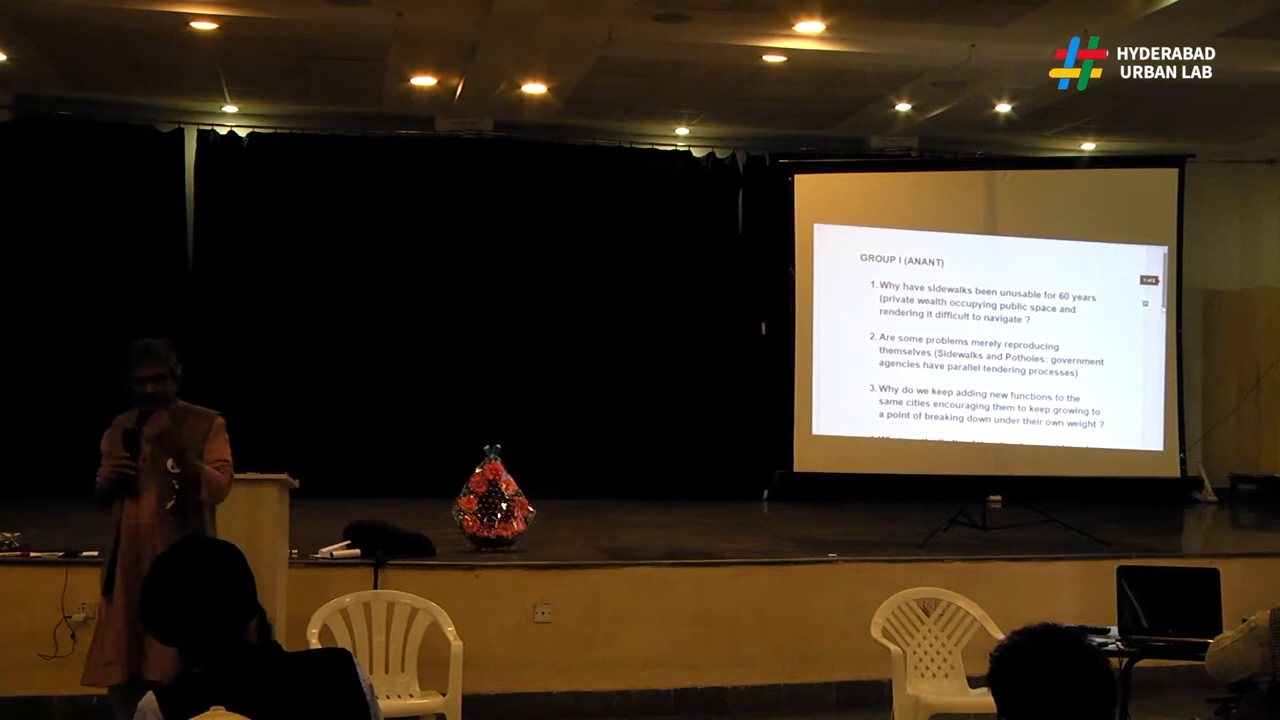 HYDERABAD
URBAN LAB
GROUP I (ANANT)
1. Why have sidewalks been unusable for 60 years
(private wealth occupying public space and
rendering it difficult to navigate ?
2. Are some problems merely reproducing
themselves (Sidewalks and Potholes: government
agencies have parallel tendering processes)
3. Why do we keep adding new functions to the
same cities encouraging them to keep growing to
a point of breaking down under their own weight ?